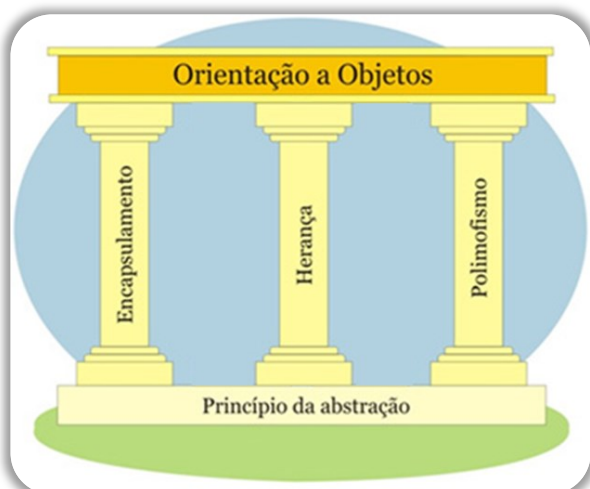 Orientação a Objetos
Encapsulamento
Herança
Polimofismo
Princípio da abstração